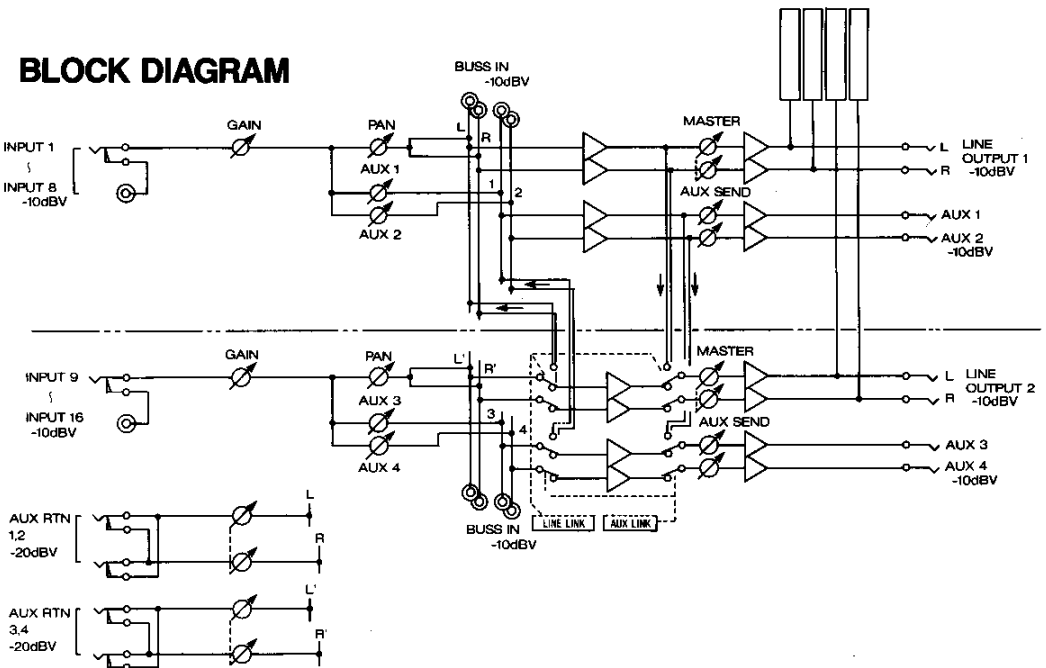 BLOCK DIAGRAM
BUSS IN
-10dBV
GAIN
PAN
L
R
MASTER
INPUT 1
~
INPUT 8
-10dBV
AUX 1
1
2
AUX 2
AUX SEND
L LINE
OUTPUT 1
R -10dBV
AUX 1
AUX 2
-10dBV
GAIN
PAN
L'
R'
MASTER
INPUT 9
~
INPUT 16
-10dBV
AUX 3
3
4
AUX 4
AUX SEND
L LINE
OUTPUT 2
R -10dBV
AUX 3
AUX 4
-10dBV
BUSS IN
-10dBV
LINE LINK
AUX LINK
AUX RTN
1,2
-20dBV
L
R
AUX RTN
3,4
-20dBV
L'
R'